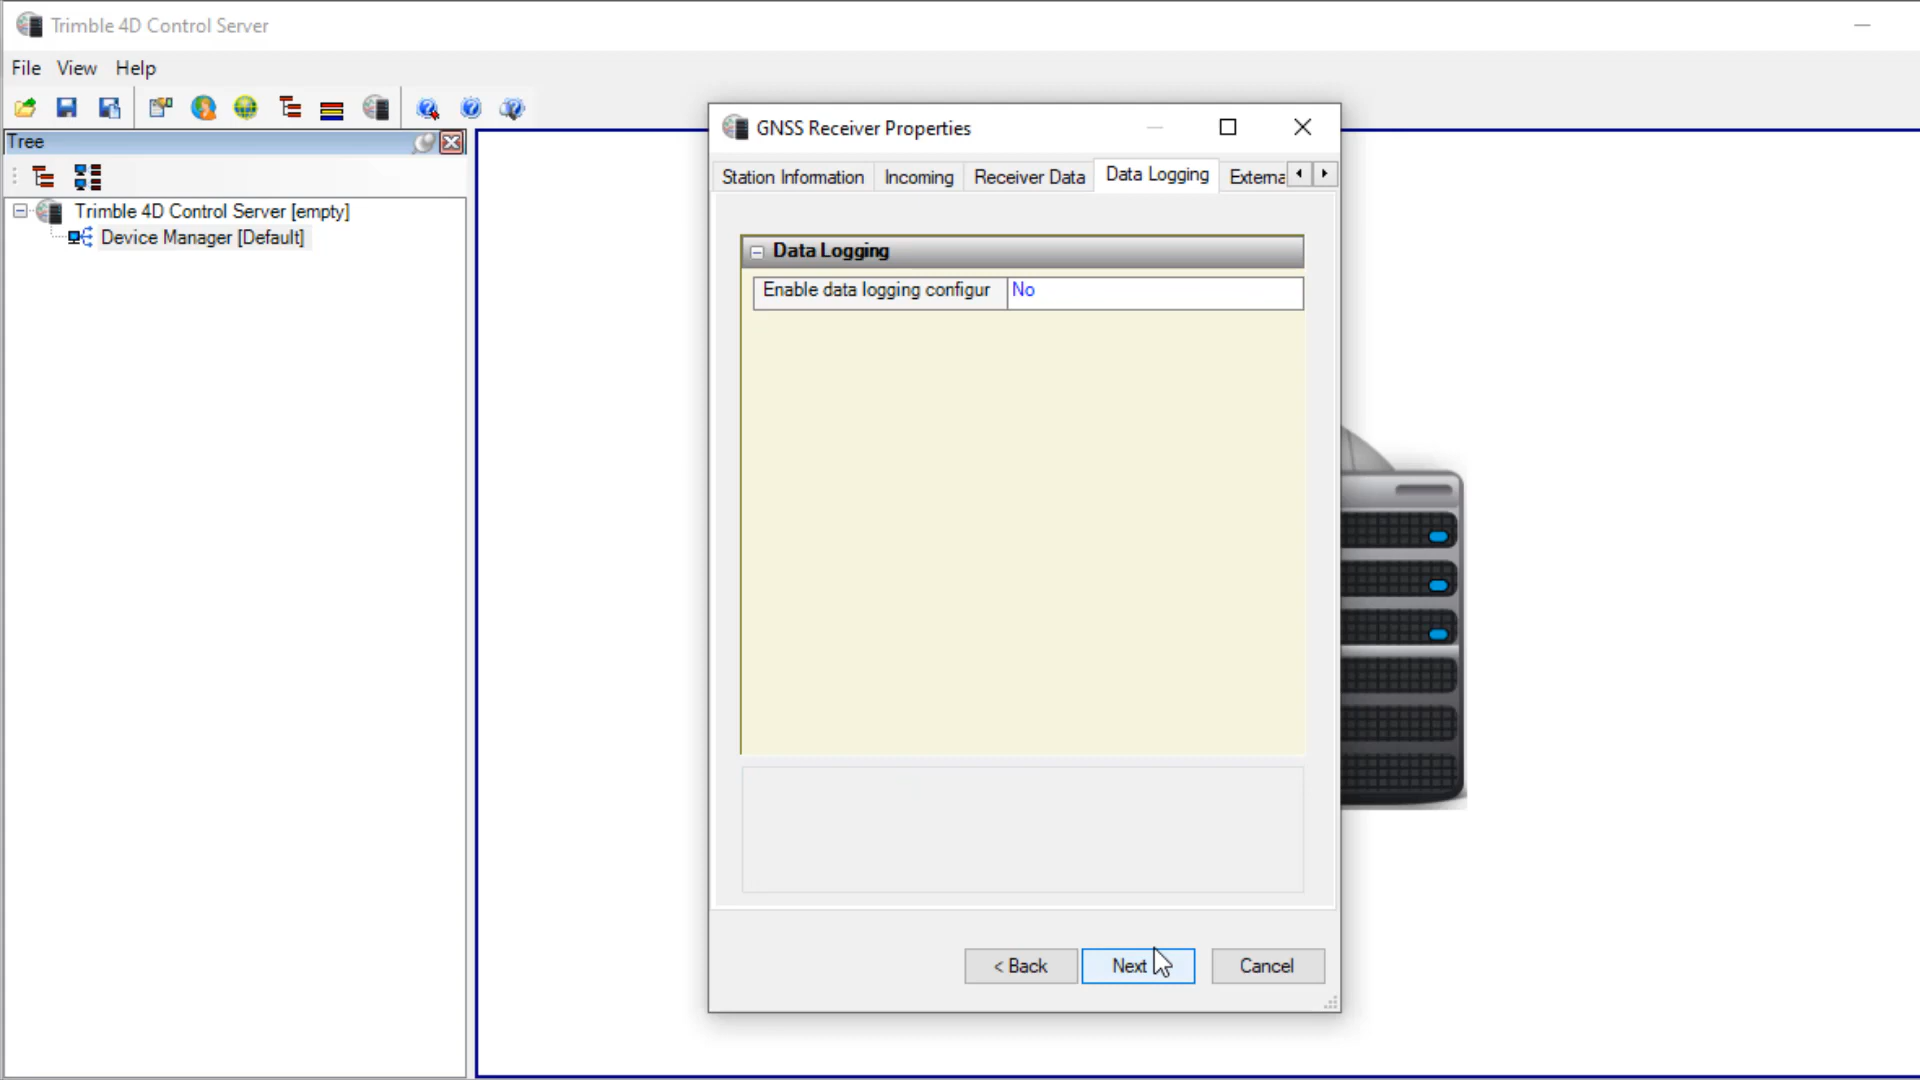 Trimble 4D Control Server
File View Help
Tree
Trimble 4D Control Server [empty]
Device Manager [Default]
GNSS Receiver Properties
Station Information Incoming Receiver Data Data Logging Externa
Data Logging
Enable data logging configur No
< Back Next Cancel